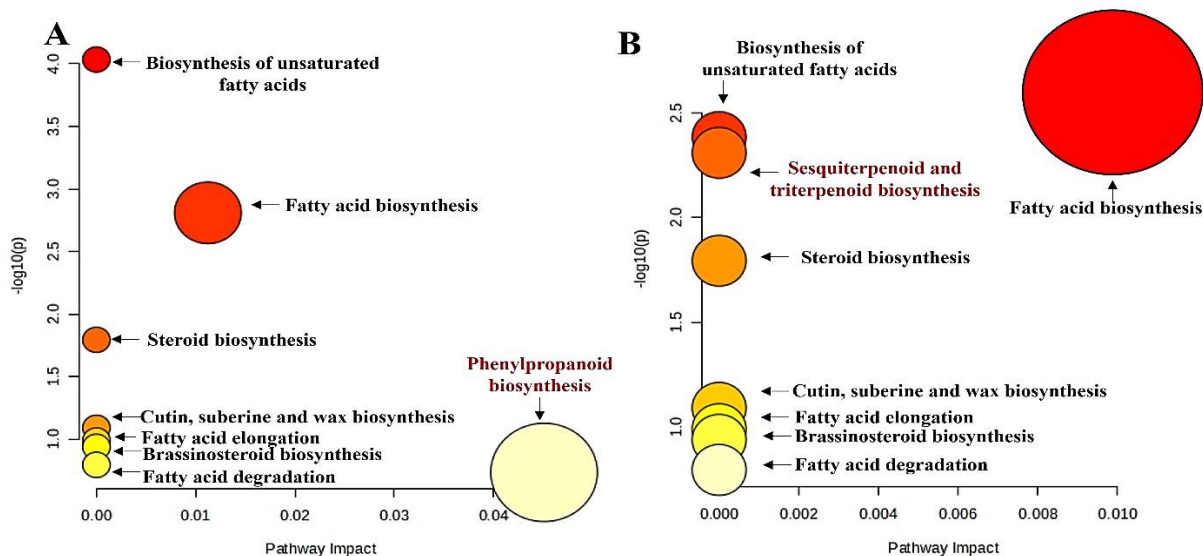 A
Biosynthesis of unsaturated
fatty acids
Fatty acid biosynthesis
Steroid biosynthesis
Phenylpropanoid
biosynthesis
Cutin, suberine and wax biosynthesis
Fatty acid elongation
Brassinosteroid biosynthesis
Fatty acid degradation
-log10(p)
4.0
3.5
3.0
2.5
2.0
1.5
1.0
0.00
0.01
0.02
0.03
0.04
Pathway Impact
B
Biosynthesis of
unsaturated fatty acids
Sesquiterpenoid and
triterpenoid biosynthesis
Fatty acid biosynthesis
Steroid biosynthesis
Cutin, suberine and wax biosynthesis
Fatty acid elongation
Brassinosteroid biosynthesis
Fatty acid degradation
-log10(p)
2.5
2.0
1.5
1.0
0.000
0.002
0.004
0.006
0.008
0.010
Pathway Impact